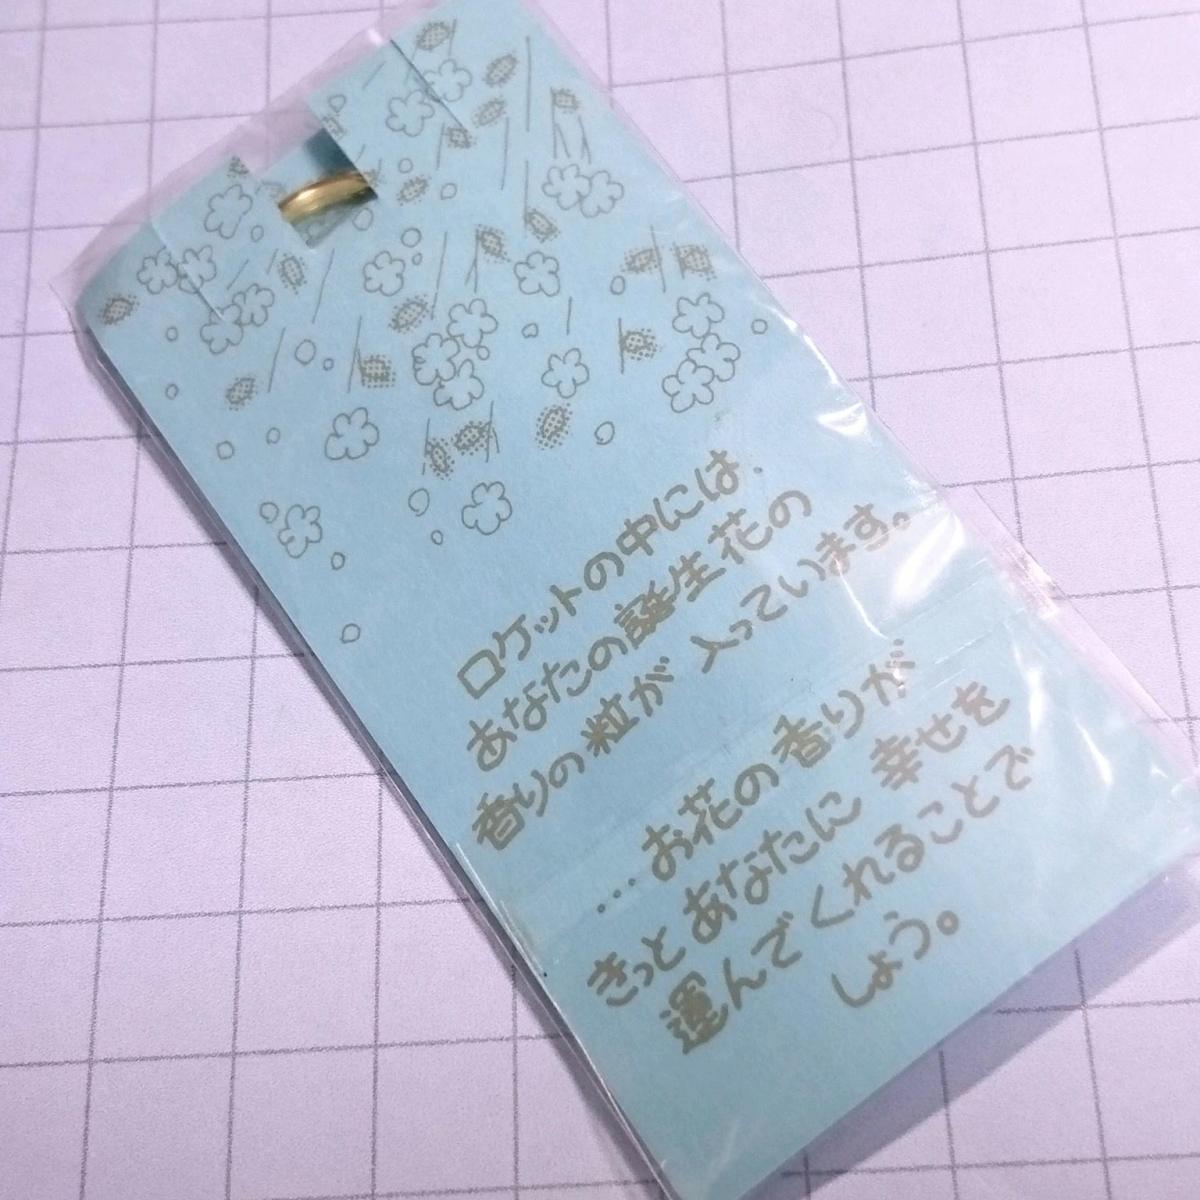 ロケットの中には、
あなたの誕生花の
香りの粒が入っています。
…お花の香りが
きっとあなたに幸せを
運んでくれることで
しょう。